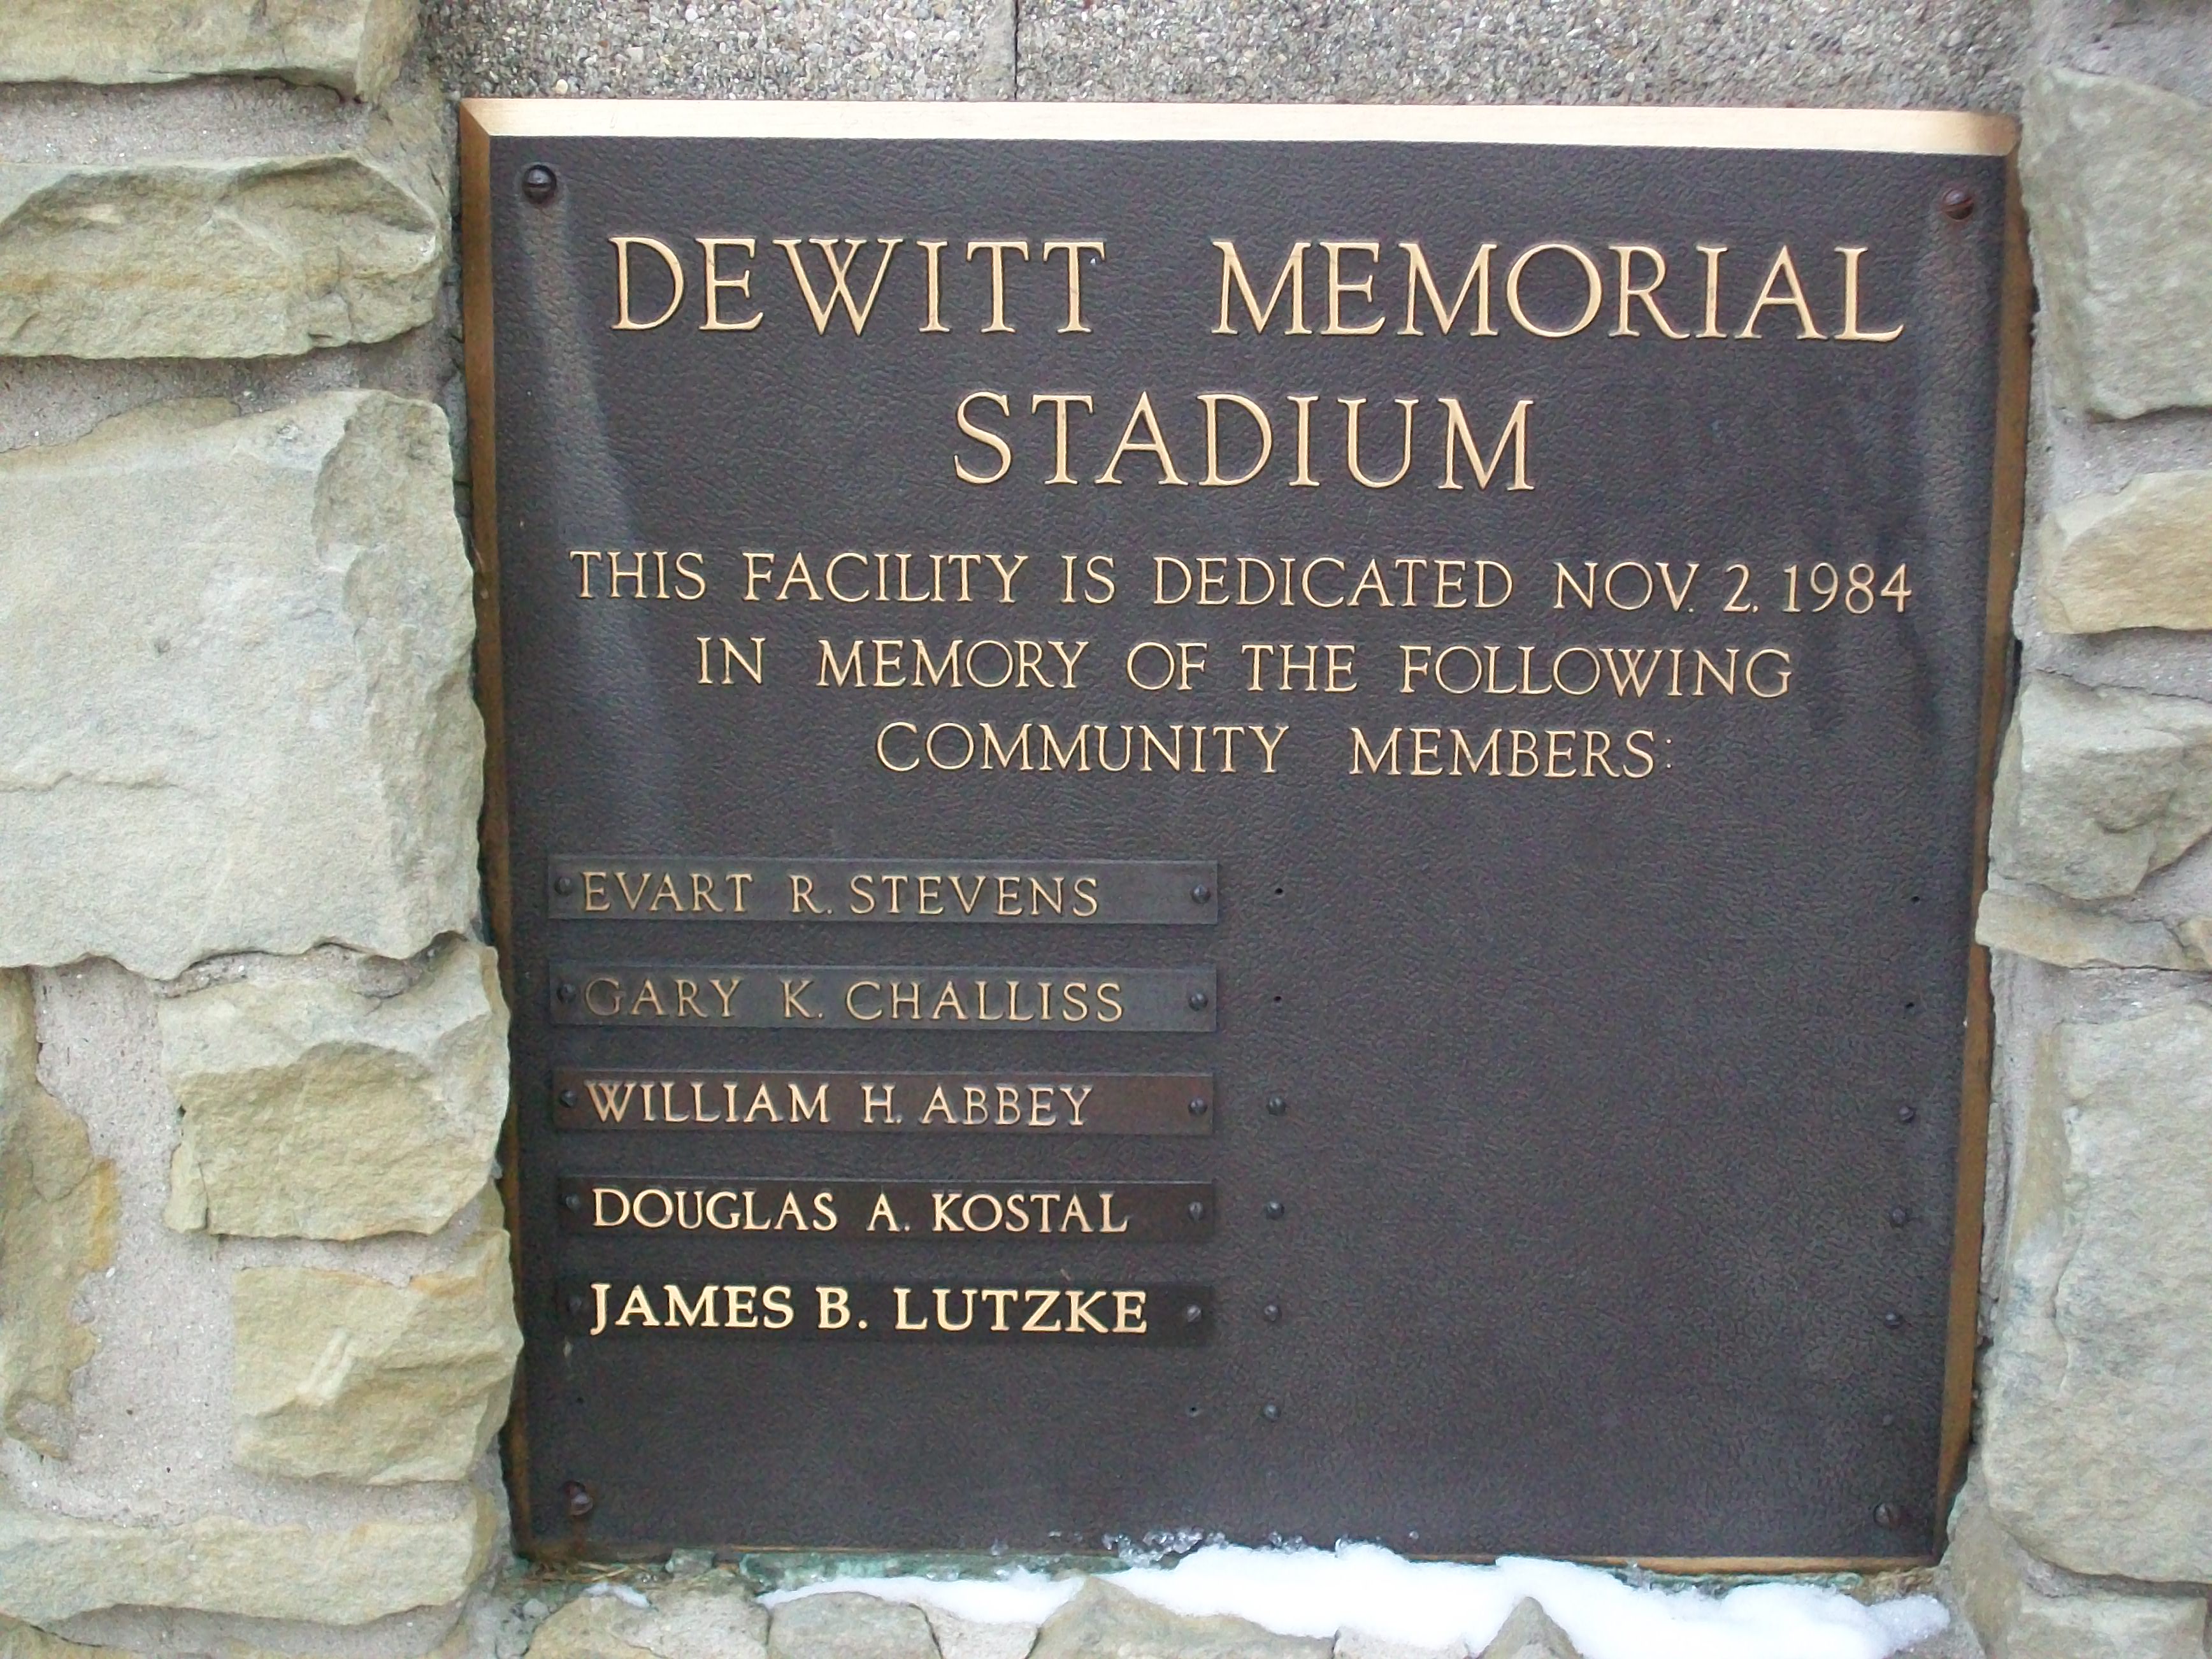 DEWITT MEMORIAL
STADIUM
THIS FACILITY IS DEDICATED NOV. 2, 1984
IN MEMORY OF THE FOLLOWING
COMMUNITY MEMBERS:
EVART R. STEVENS
GARY K. CHALLISS
WILLIAM H. ABBEY
DOUGLAS A. KOSTAL
JAMES B. LUTZKE